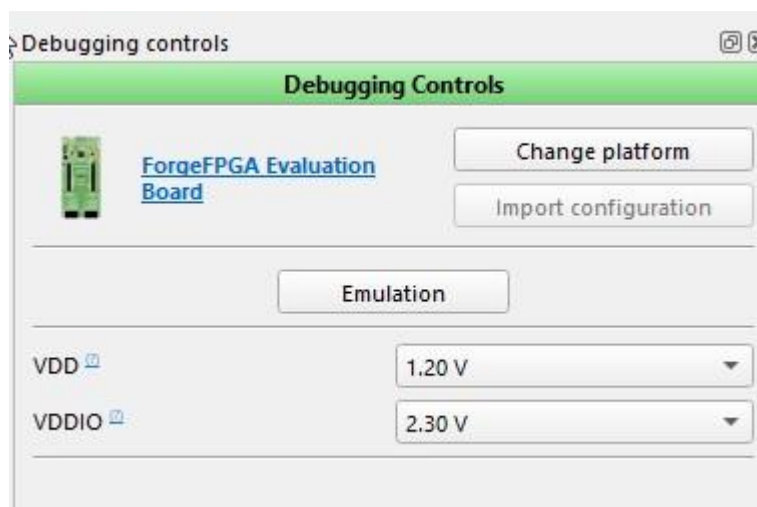 Debugging controls
Debugging Controls
ForgeFPGA Evaluation
Board
Change platform
Import configuration
Emulation
VDD
1.20 V
VDDIO
2.30 V